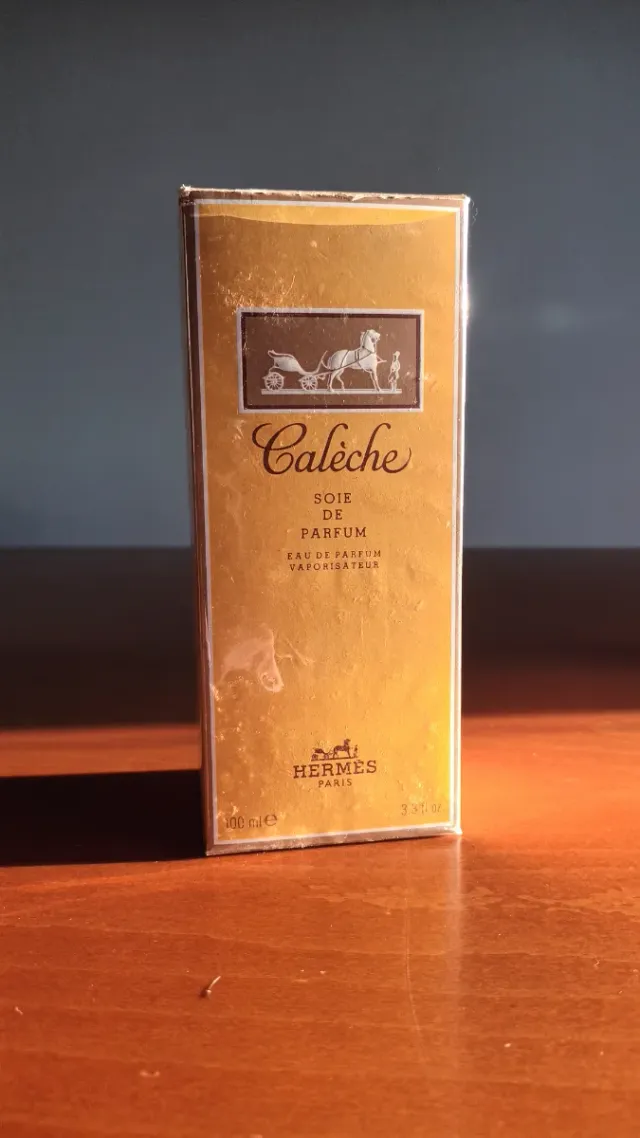 Calèche
SOIE
DE
PARFUM
EAU DE PARFUM
VAPORISATEUR
HERMÈS
PARIS
100 ml ℮